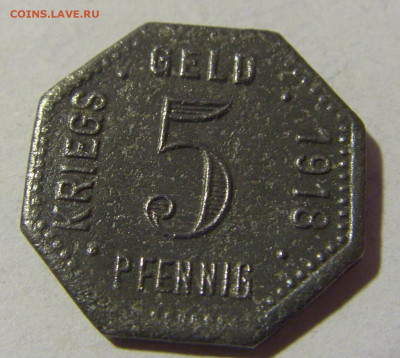 COINS.LAVE.RU
KRIEGS . GELD . 1918 .
5
PFENNIG